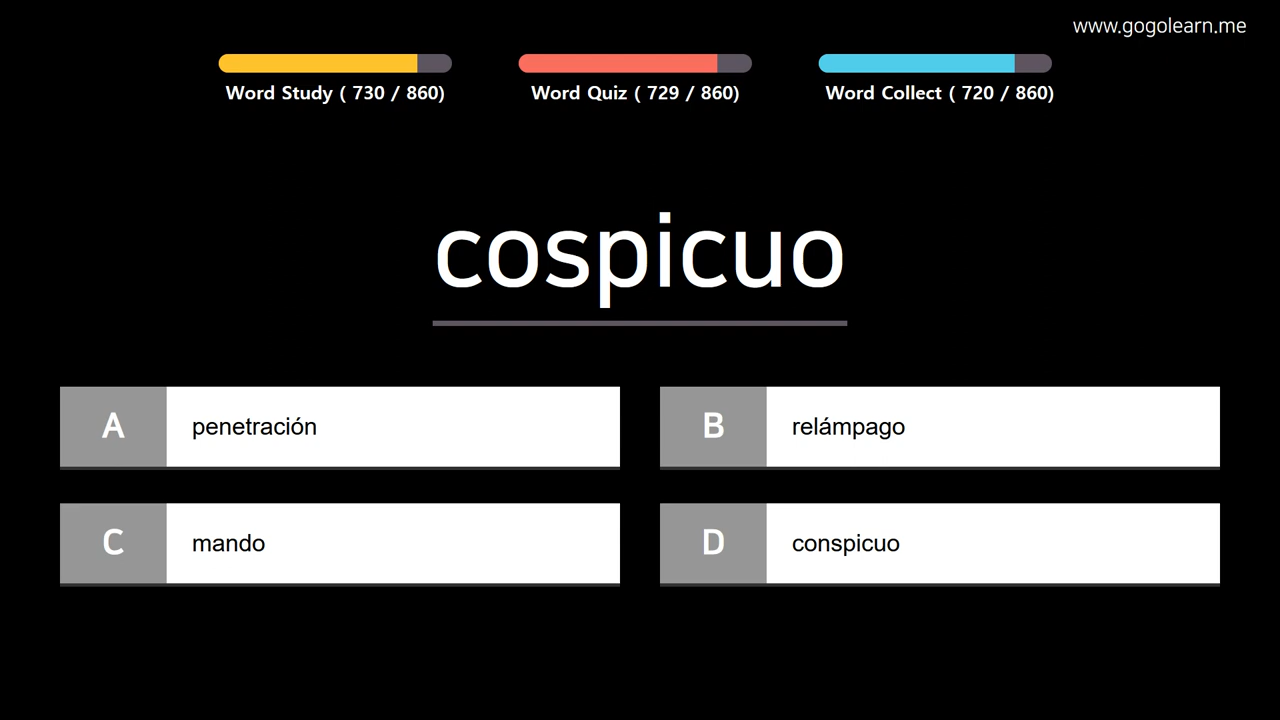 www.gogolearn.me
Word Study ( 730 / 860)
Word Quiz ( 729 / 860)
Word Collect ( 720 / 860)
cospicuo
A penetración
B relámpago
C mando
D conspicuo